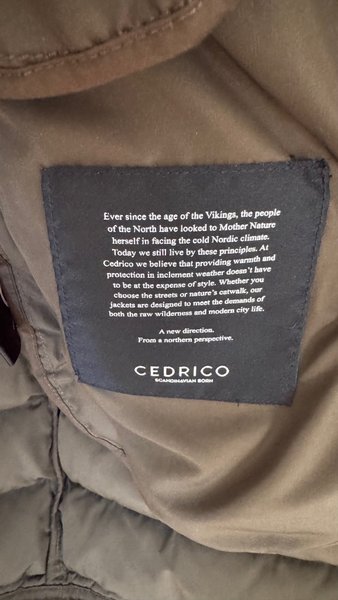 Ever since the age of the Vikings, the people
of the North have looked to Mother Nature
herself in facing the cold Nordic climate.
Today we still live by these principles. At
Cedrico we believe that providing warmth and
protection in inclement weather doesn't have
to be at the expense of style. Whether you
choose the streets or nature's catwalk, our
jackets are designed to meet the demands of
both the raw wilderness and modern city life.
A new direction.
From a northern perspective.
CEDRICO
SCANDINAVIAN BORN